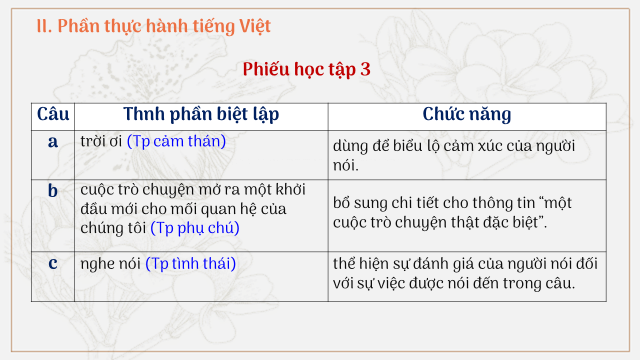 II. Phần thực hành tiếng Việt
Phiếu học tập 3
Câu Thnh phần biệt lập Chức năng
a trời ơi (Tp cảm thán) dùng để biểu lộ cảm xúc của người
nói.
b cuộc trò chuyện mở ra một khởi
đầu mới cho mối quan hệ của
chúng tôi (Tp phụ chú) bổ sung chi tiết cho thông tin “một
cuộc trò chuyện thật đặc biệt”.
c nghe nói (Tp tình thái) thể hiện sự đánh giá của người nói đối
với sự việc được nói đến trong câu.